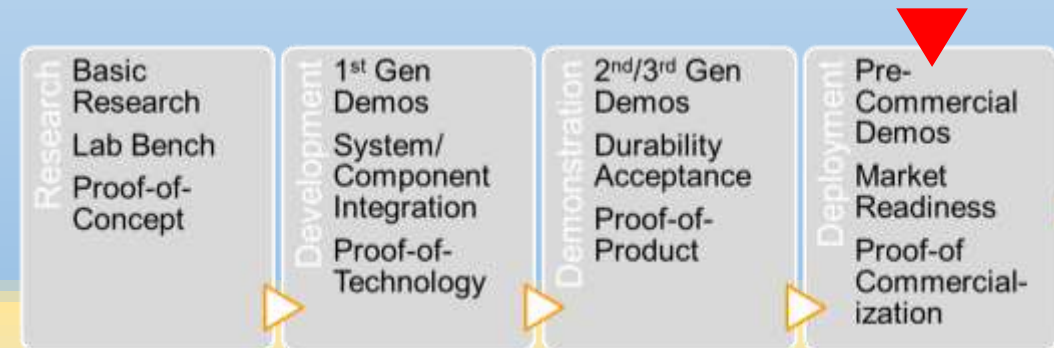 Research
Basic
Research
Lab Bench
Proof-of-
Concept
Development
1st Gen
Demos
System/
Component
Integration
Proof-of-
Technology
Demonstration
2nd/3rd Gen
Demos
Durability
Acceptance
Proof-of-
Product
Deployment
Pre-
Commercial
Demos
Market
Readiness
Proof-of
Commercial-
ization